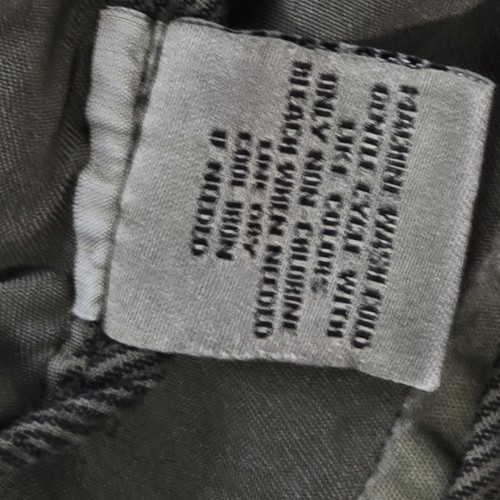 MACHINE WASH COLD
GENTLE CYCLE WITH
LIKE COLORS
ONLY NON-CHLORINE
BLEACH WHEN NEEDED
LINE DRY
COOL IRON
IF NEEDED